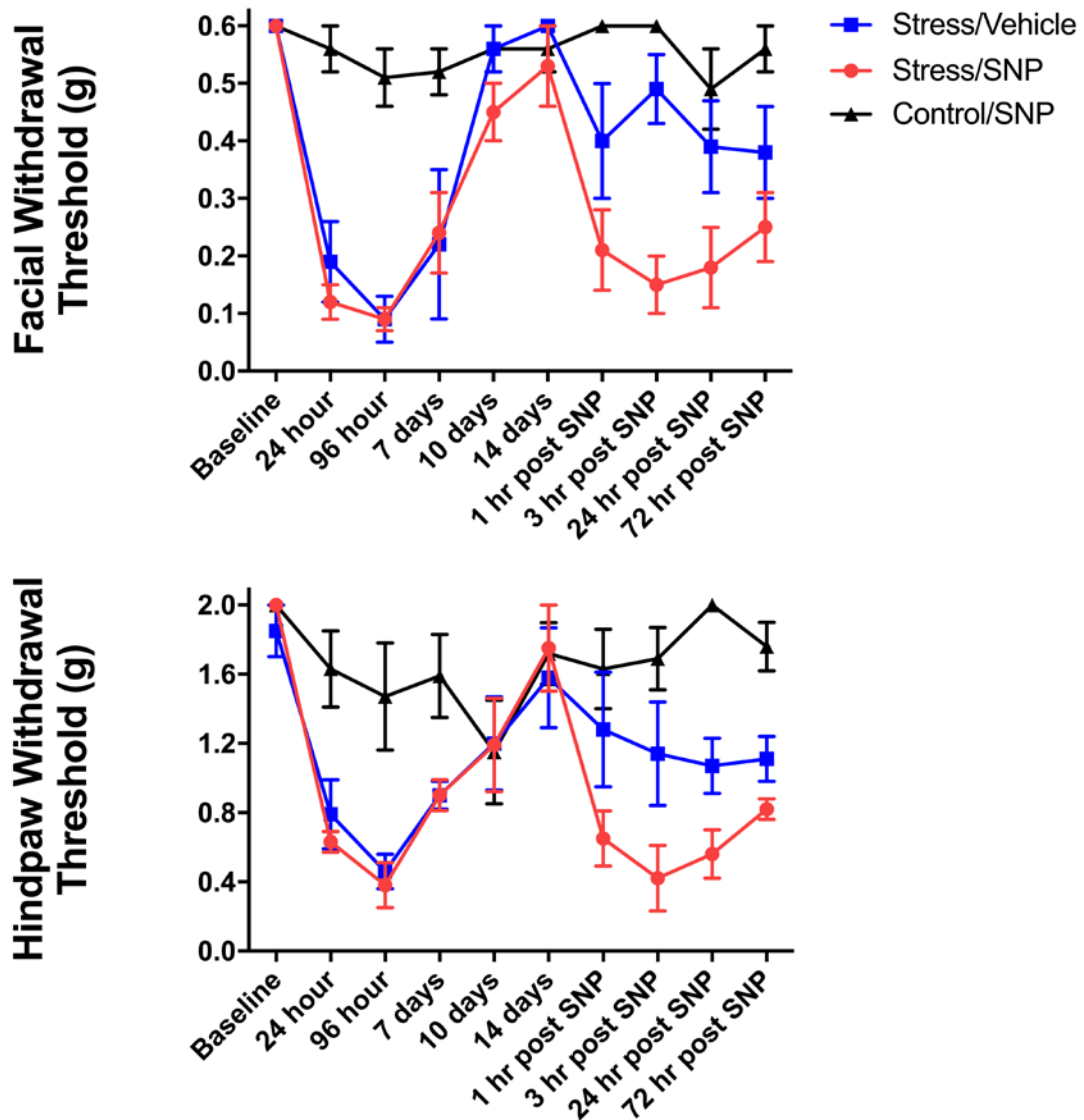 Facial Withdrawal
Threshold (g)
0.6
0.5
0.4
0.3
0.2
0.1
0.0
Baseline
24 hour
96 hour
7 days
10 days
14 days
1 hr post SNP
3 hr post SNP
24 hr post SNP
72 hr post SNP
Stress/Vehicle
Stress/SNP
Control/SNP
Hindpaw Withdrawal
Threshold (g)
2.0
1.6
1.2
0.8
0.4
0.0
Baseline
24 hour
96 hour
7 days
10 days
14 days
1 hr post SNP
3 hr post SNP
24 hr post SNP
72 hr post SNP